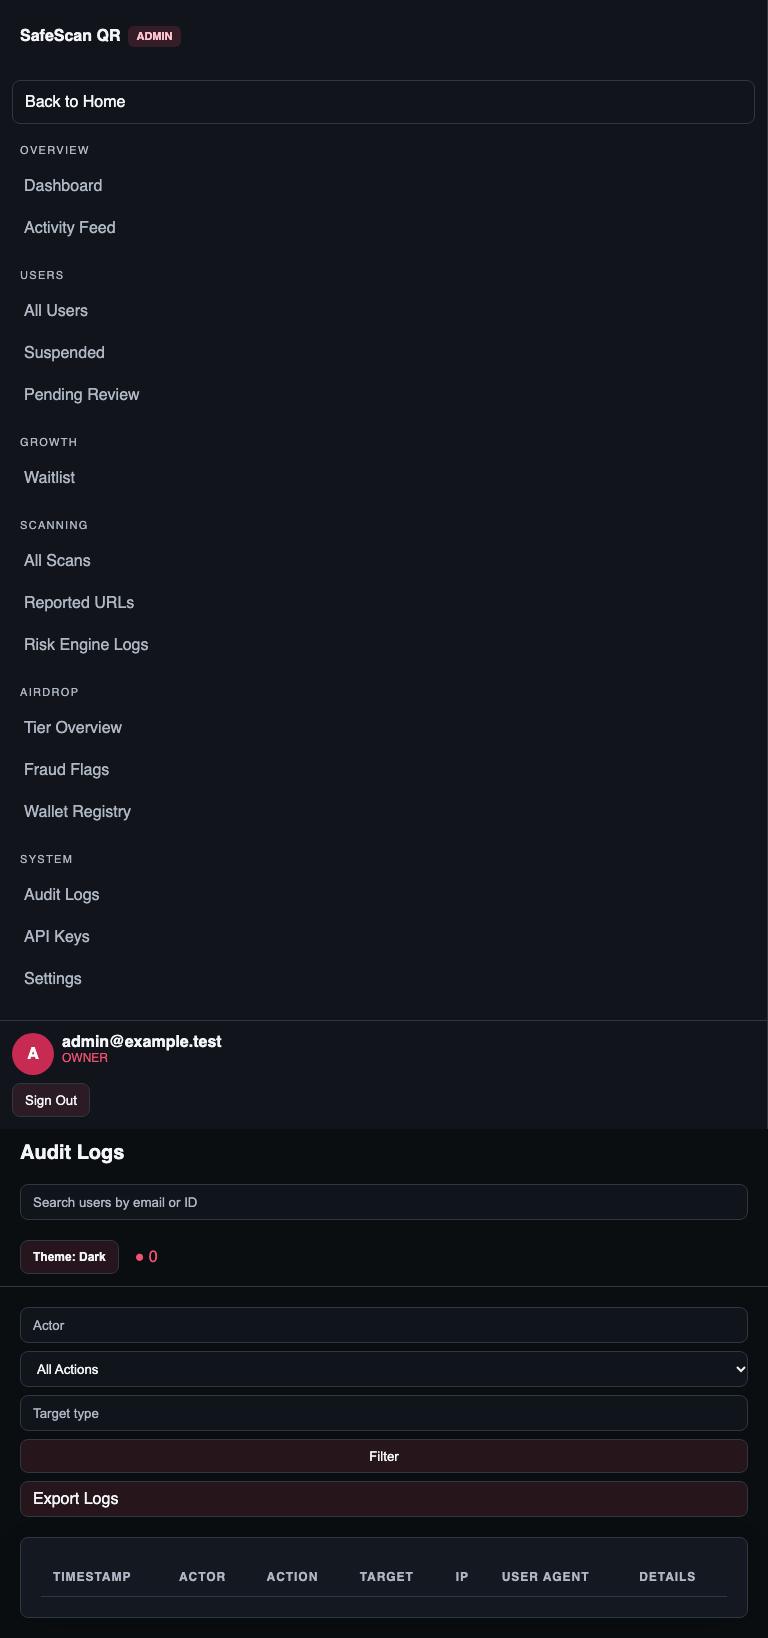 SafeScan QR ADMIN
Back to Home
OVERVIEW
Dashboard
Activity Feed
USERS
All Users
Suspended
Pending Review
GROWTH
Waitlist
SCANNING
All Scans
Reported URLs
Risk Engine Logs
AIRDROP
Tier Overview
Fraud Flags
Wallet Registry
SYSTEM
Audit Logs
API Keys
Settings
A admin@example.test
OWNER
Sign Out
Audit Logs
Search users by email or ID
Theme: Dark ● 0
Actor
All Actions
Target type
Filter
Export Logs
TIMESTAMP ACTOR ACTION TARGET IP USER AGENT DETAILS